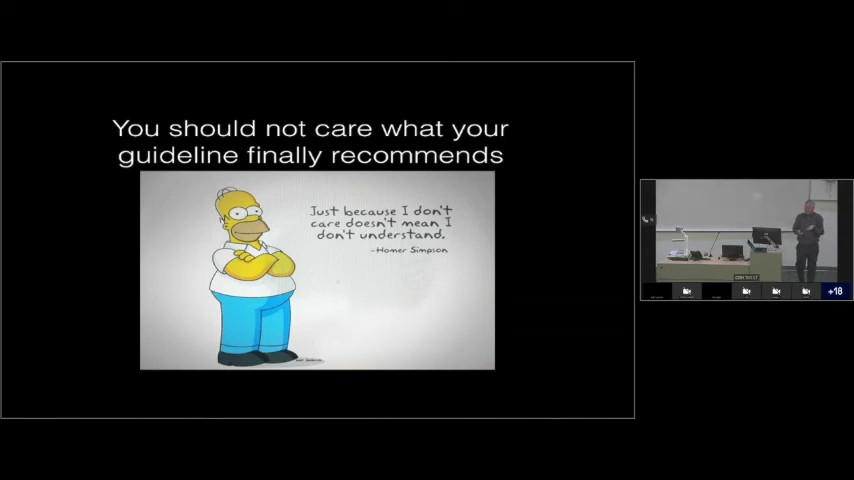 You should not care what your
guideline finally recommends
Just because I don't
care doesn't mean I
don't understand.
-Homer Simpson
+18